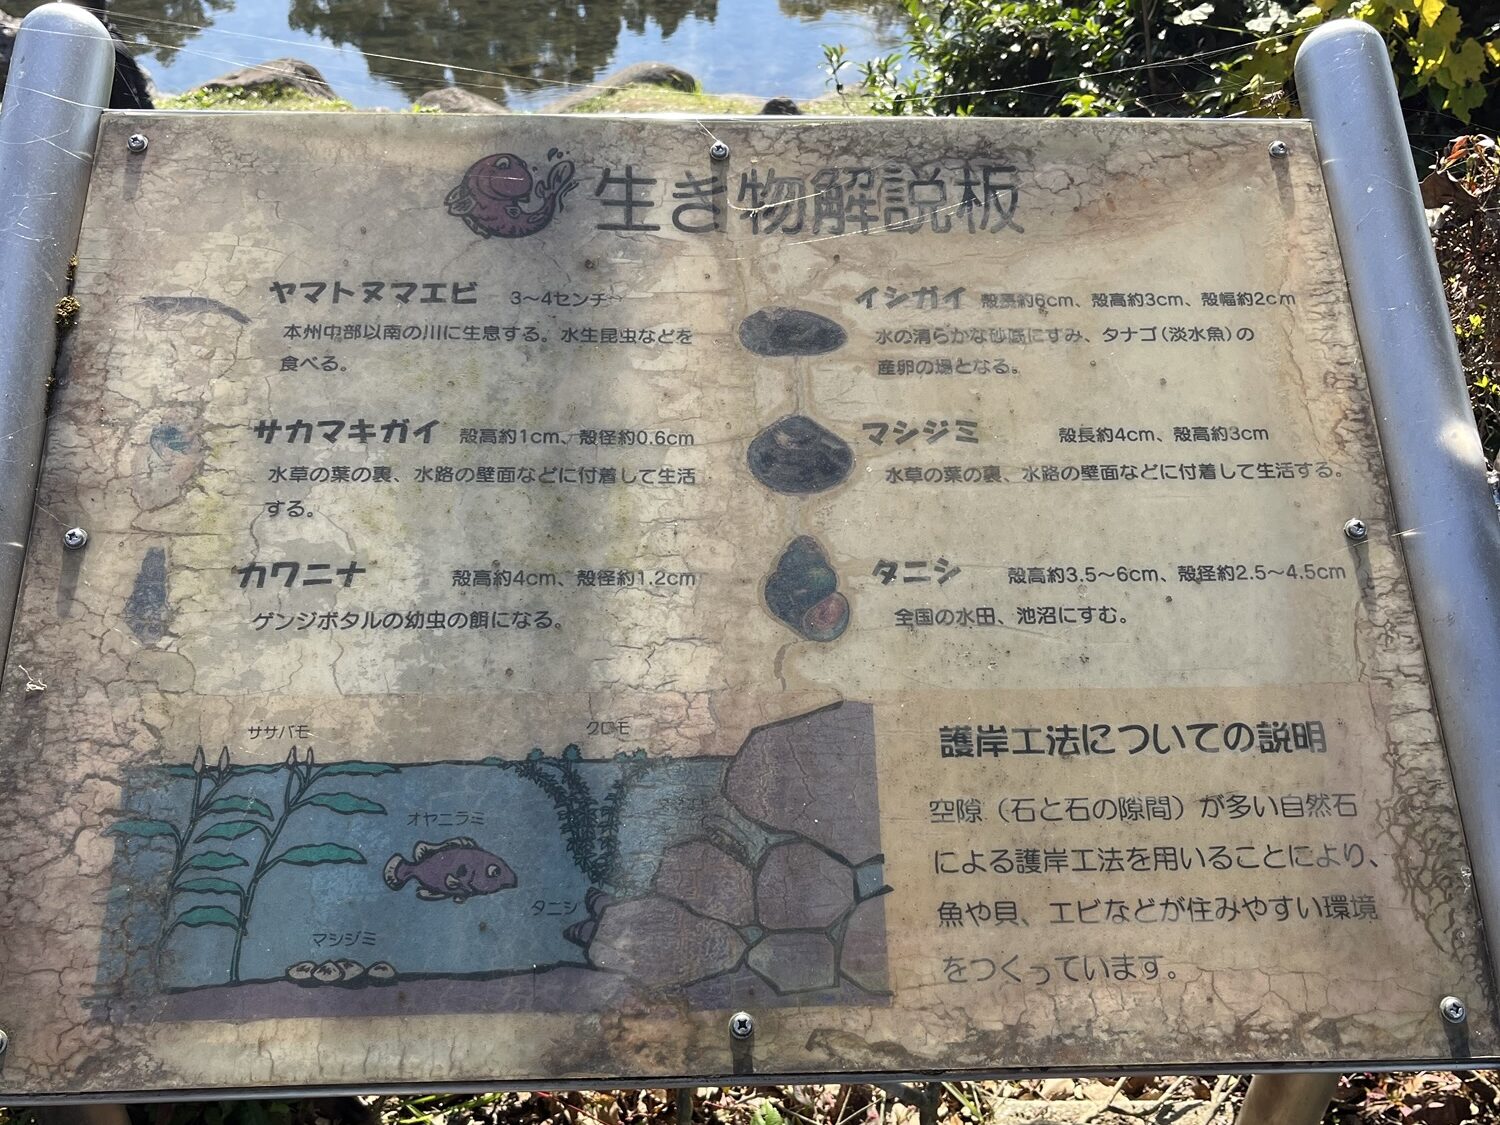 生き物解説板
ヤマトヌマエビ 3〜4センチ
本州中部以南の川に生息する。水生昆虫などを
食べる。
サカマキガイ 殻高約1cm、殻径約0.6cm
水草の葉の裏、水路の壁面などに付着して生活
する。
カワニナ 殻高約4cm、殻径約1.2cm
ゲンジボタルの幼虫の餌になる。
イシガイ 殻長約6cm、殻高約3cm、殻幅約2cm
水の清らかな砂底にすみ、タナゴ(淡水魚)の
産卵の場となる。
マシジミ 殻長約4cm、殻高約3cm
水草の葉の裏、水路の壁面などに付着して生活する。
タニシ 殻高約3.5〜6cm、殻径約2.5〜4.5cm
全国の水田、池沼にすむ。
ササバモ
クロモ
オヤニラミ
タニシ
マシジミ
護岸工法についての説明
空隙(石と石の隙間)が多い自然石
による護岸工法を用いることにより、
魚や貝、エビなどが住みやすい環境
をつくっています。